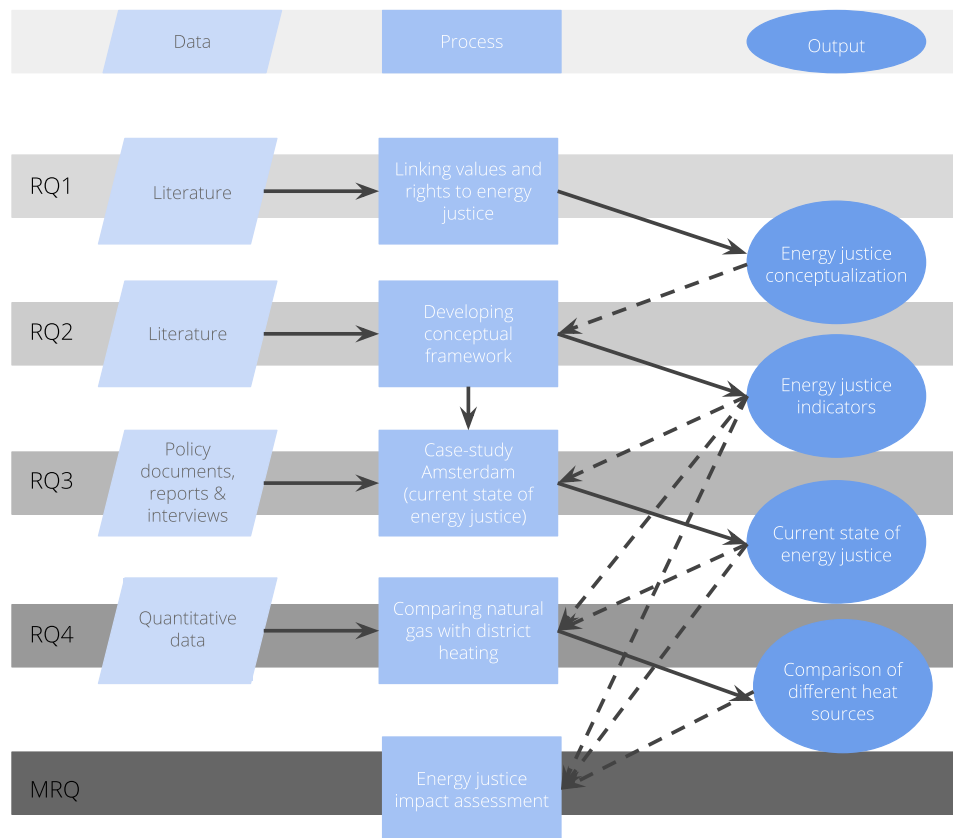 Data
Process
Output
RQ1
Literature
Linking values and
rights to energy
justice
Energy justice
conceptualization
RQ2
Literature
Developing
conceptual
framework
Energy justice
indicators
RQ3
Policy
documents,
reports &
interviews
Case-study
Amsterdam
(current state of
energy justice)
Current state of
energy justice
RQ4
Quantitative
data
Comparing natural
gas with district
heating
Comparison of
different heat
sources
MRQ
Energy justice
impact assessment